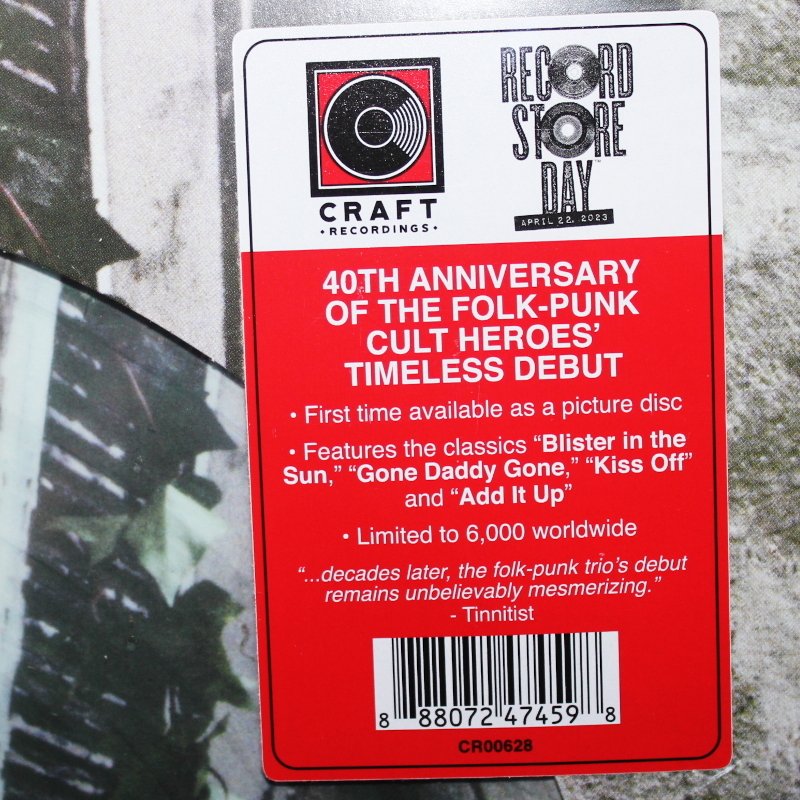 CRAFT
•RECORDINGS•
RECORD
STORE
DAY™
APRIL 22, 2023
40TH ANNIVERSARY
OF THE FOLK-PUNK
CULT HEROES’
TIMELESS DEBUT
• First time available as a picture disc
• Features the classics “Blister in the
Sun,” “Gone Daddy Gone,” “Kiss Off”
and “Add It Up”
• Limited to 6,000 worldwide
“...decades later, the folk-punk trio’s debut
remains unbelievably mesmerizing.”
- Tinnitist
8 88072 47459 8
CR00628